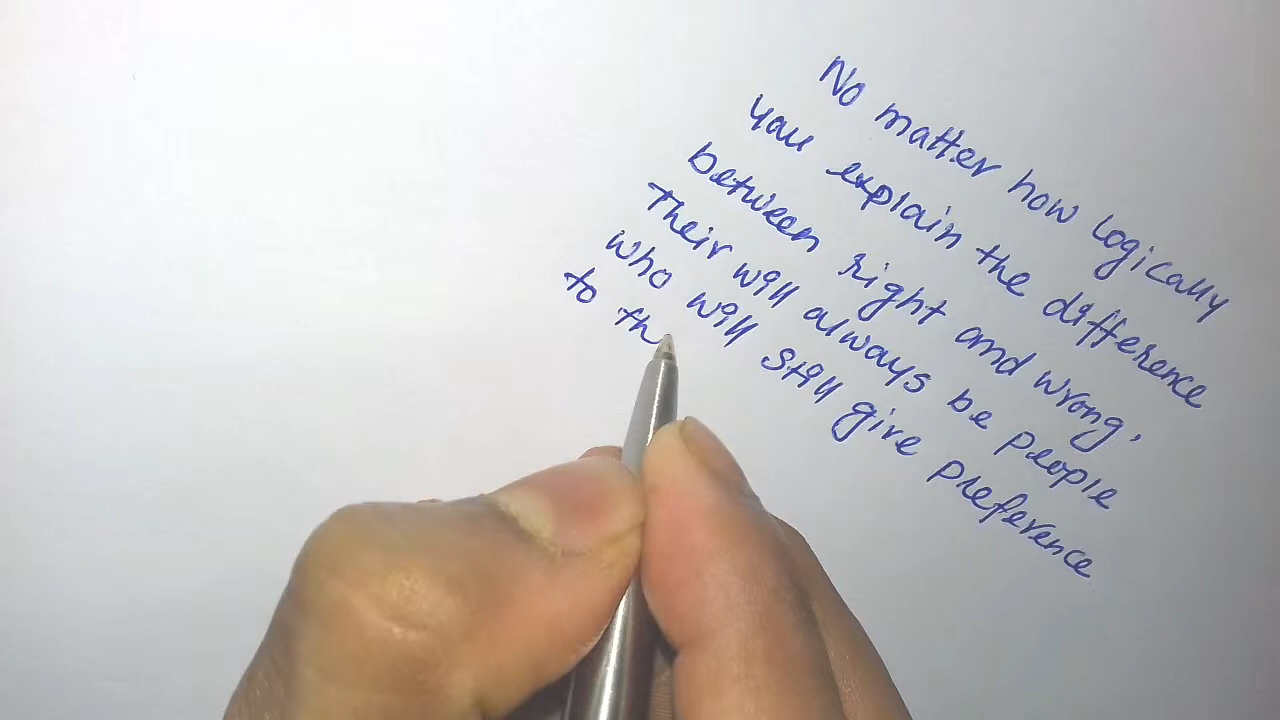 No matter how logically
you explain the difference
between right and wrong,
Their will always be people
who will still give preference
to th